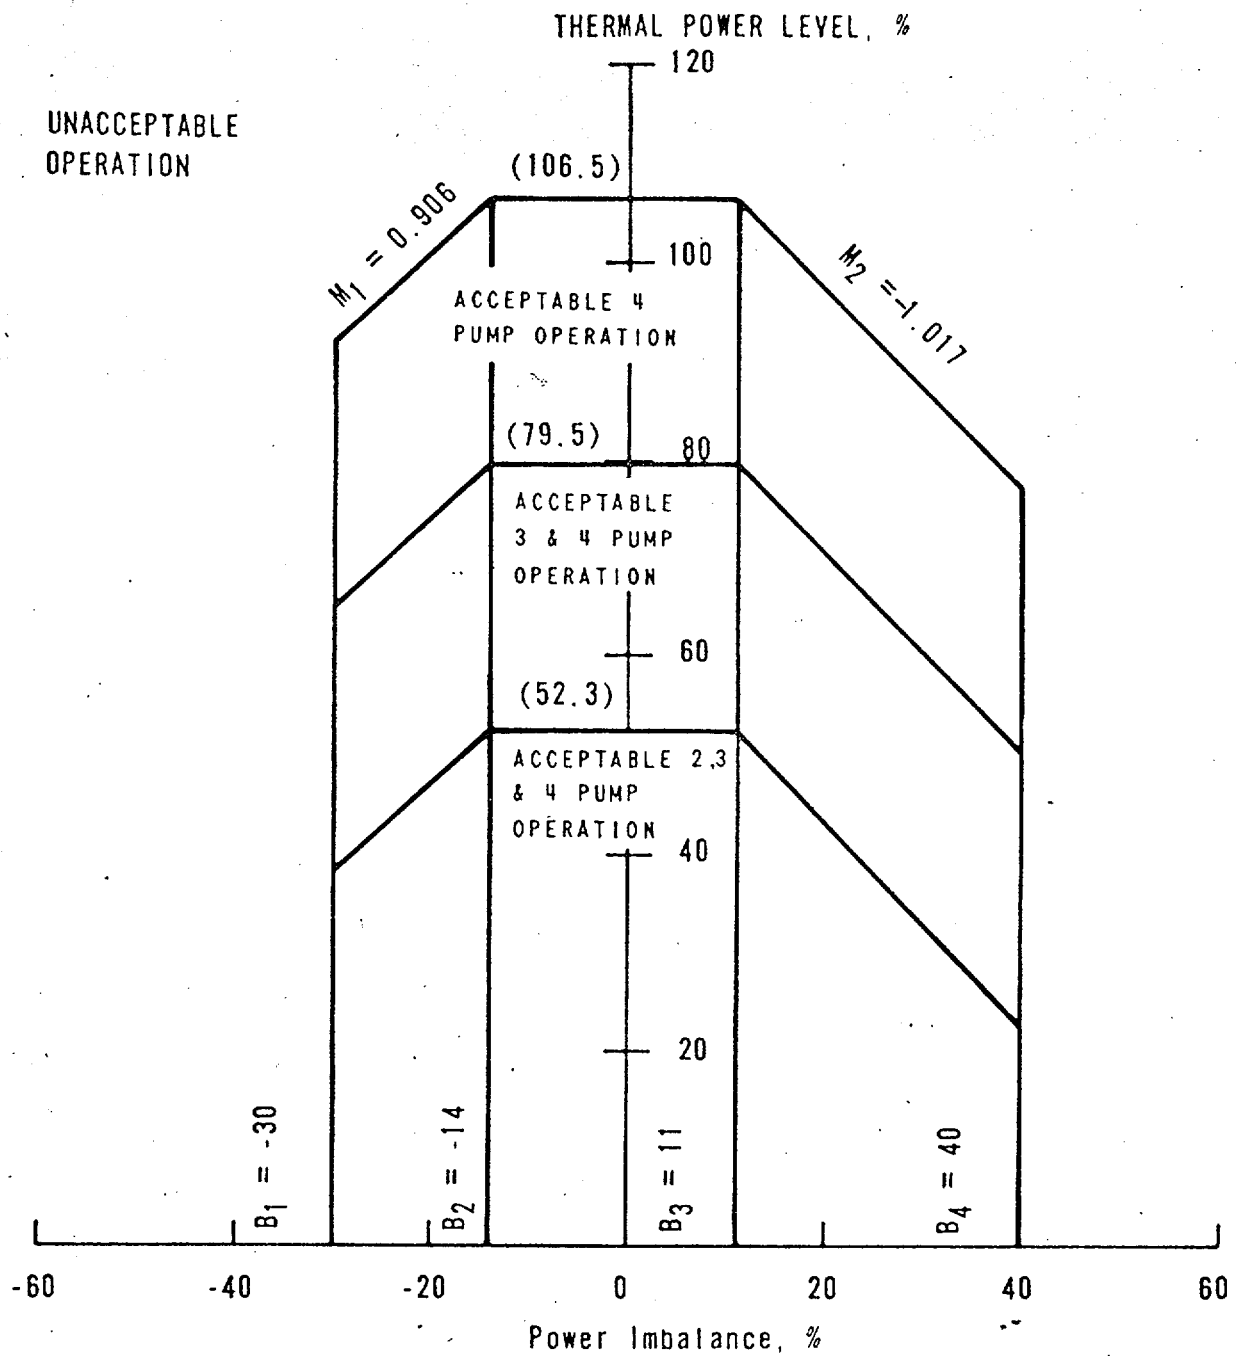 THERMAL POWER LEVEL, %
120
UNACCEPTABLE
OPERATION
(106.5)
M1 = 0.906
100
M2 =-1.017
ACCEPTABLE 4
PUMP OPERATION
(79.5)
80
ACCEPTABLE
3 & 4 PUMP
OPERATION
60
(52.3)
ACCEPTABLE 2,3
& 4 PUMP
OPERATION
40
20
B1 = -30
B2 = -14
B3 = 11
B4 = 40
-60
-40
-20
0
20
40
60
Power Imbalance, %